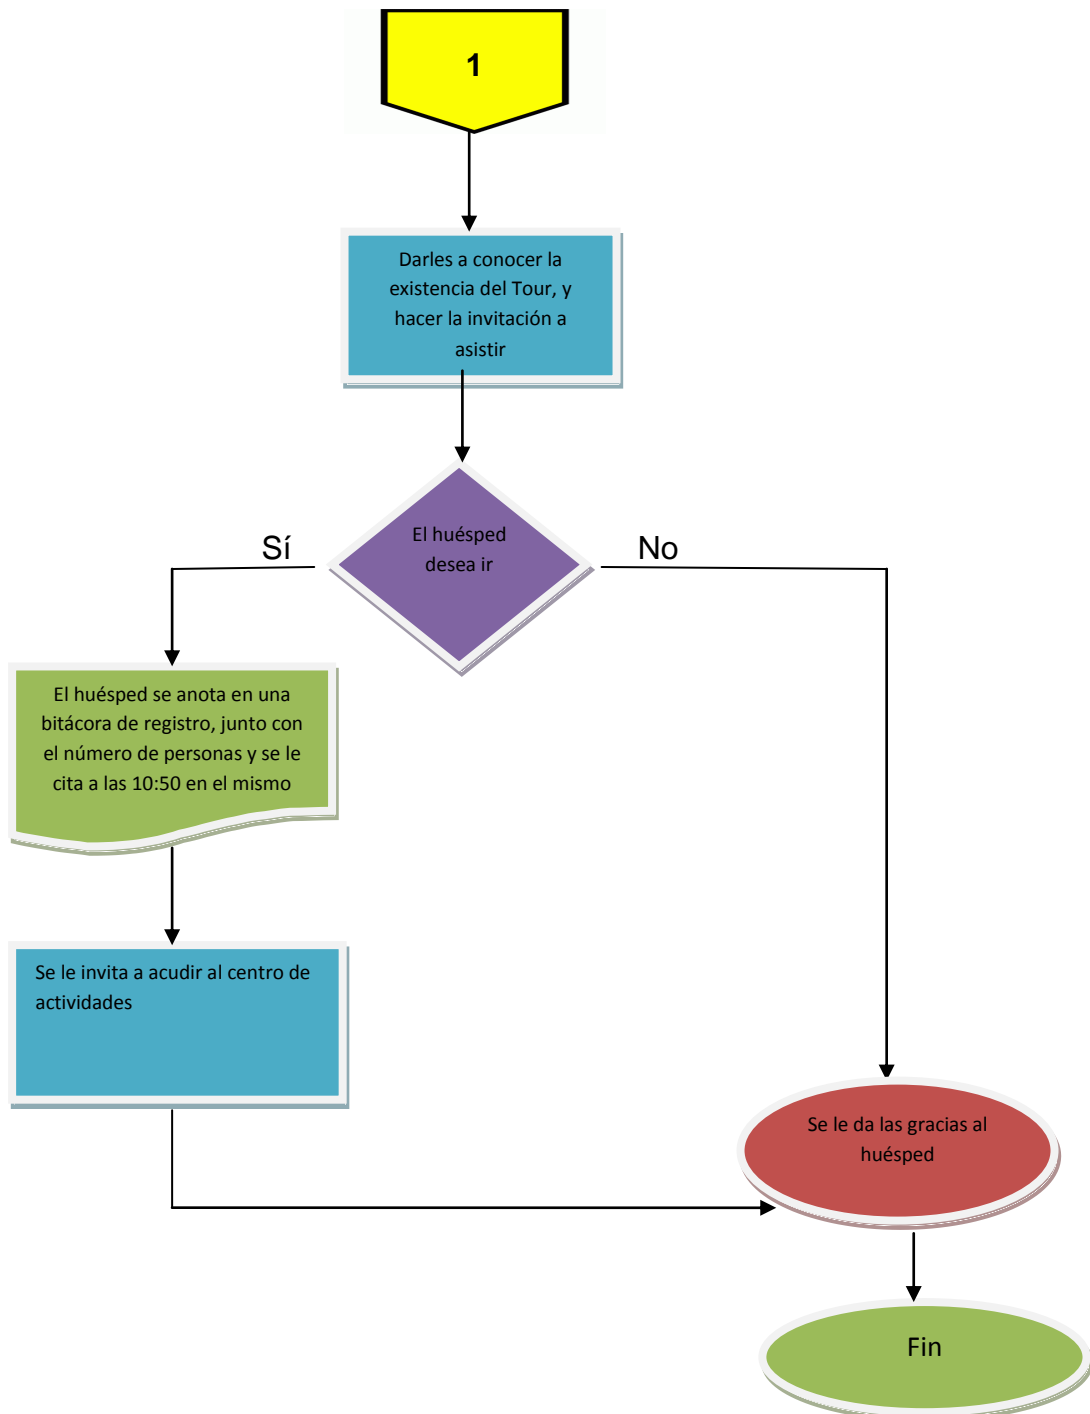 1
Darles a conocer la
existencia del Tour, y
hacer la invitación a
asistir
El huésped
desea ir
Sí
No
El huésped se anota en una
bitácora de registro, junto con
el número de personas y se le
cita a las 10:50 en el mismo
Se le invita a acudir al centro de
actividades
Se le da las gracias al
huésped
Fin